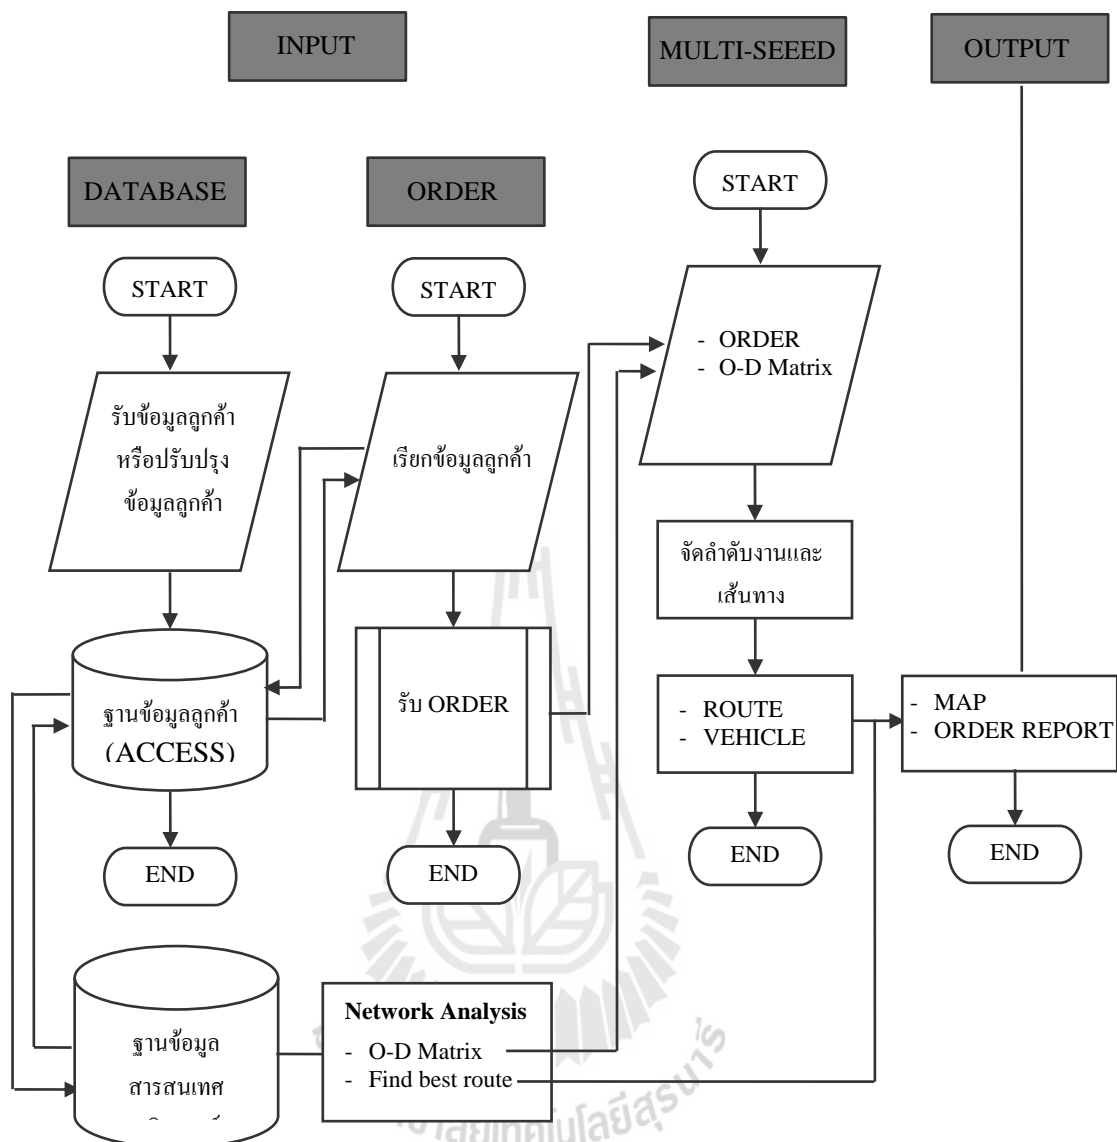 INPUT
MULTI-SEEED
OUTPUT
DATABASE
ORDER
START
START
START
- ORDER
- O-D Matrix
รับข้อมูลลูกค้า
หรือปรับปรุง
ข้อมูลลูกค้า
เรียกข้อมูลลูกค้า
จัดลำดับงานและ
เส้นทาง
ฐานข้อมูลลูกค้า
(ACCESS)
รับ ORDER
- ROUTE
- VEHICLE
- MAP
- ORDER REPORT
END
END
END
END
ฐานข้อมูล
สารสนเทศ
Network Analysis
- O-D Matrix
- Find best route